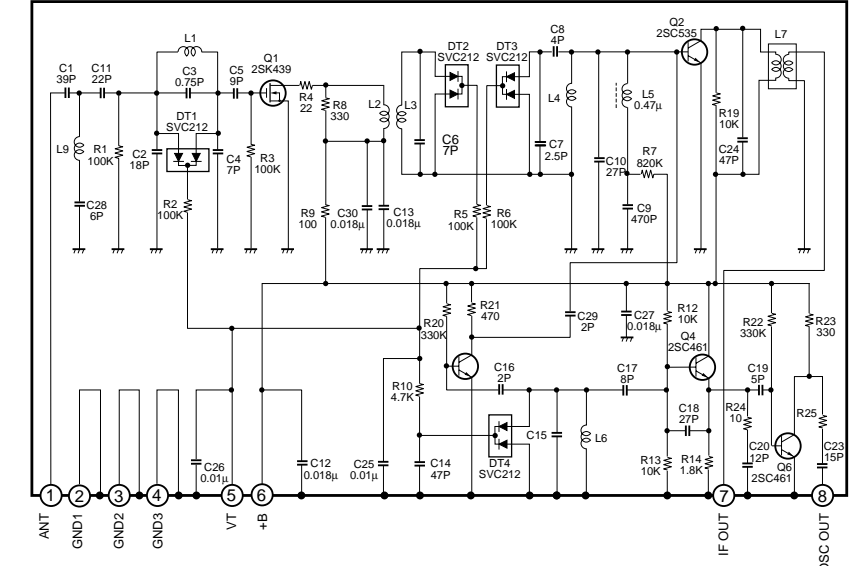 L1
C1
39P
C11
22P
C3
0.75P
C5
9P
Q1
2SK439
R4
22
R8
330
L2
L3
DT2
SVC212
DT3
SVC212
C8
4P
Q2
2SC535
L7
L9
R1
100K
C2
18P
DT1
SVC212
C4
7P
R3
100K
C6
7P
L4
C7
2.5P
L5
0.47µ
C10
27P
R7
820K
R19
10K
C24
47P
C28
6P
R2
100K
R9
100
C30
0.018µ
C13
0.018µ
R5
100K
R6
100K
C9
470P
R20
330K
R21
470
C29
2P
C27
0.018µ
R12
10K
Q4
2SC461
R22
330K
R23
330
R10
4.7K
C16
2P
C17
8P
C19
5P
C18
27P
R24
10
R25
C26
0.01µ
C12
0.018µ
C25
0.01µ
C14
47P
DT4
SVC212
C15
L6
R13
10K
R14
1.8K
C20
12P
Q6
2SC461
C23
15P
1
2
3
4
5
6
7
8
ANT
GND1
GND2
GND3
VT
+B
IF OUT
OSC OUT